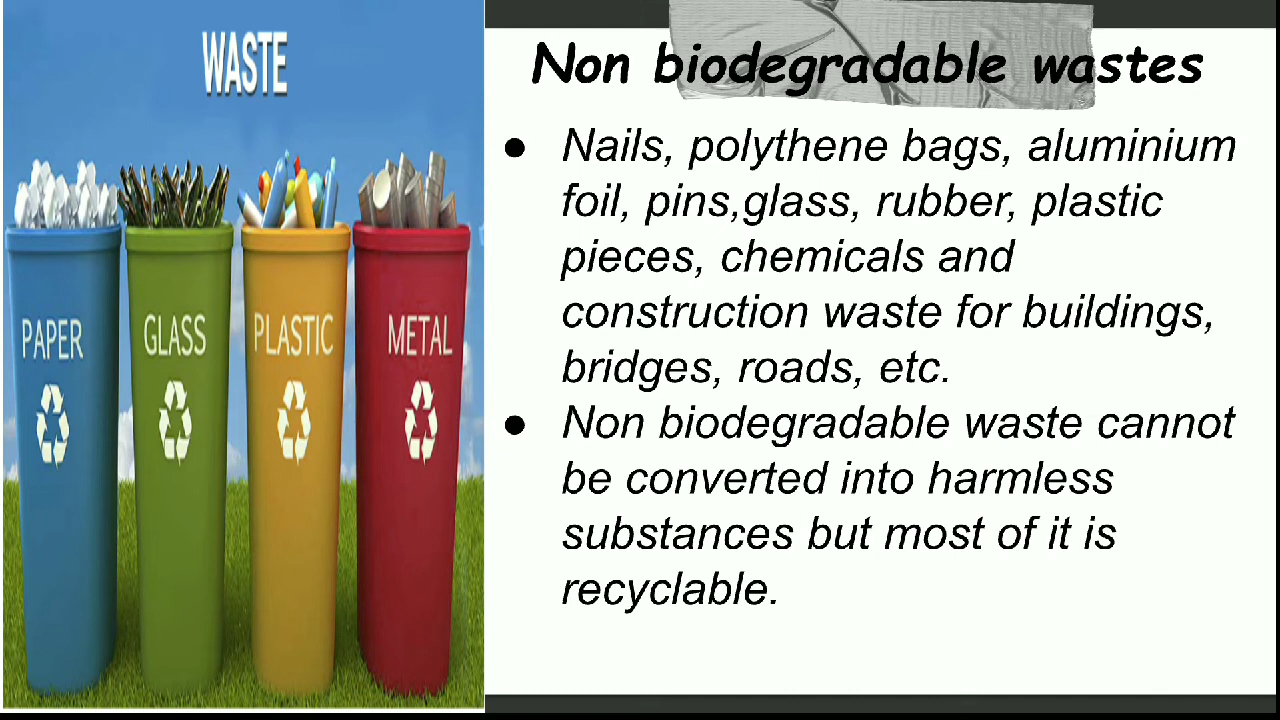 WASTE
PAPER
GLASS
PLASTIC
METAL
Non biodegradable wastes
● Nails, polythene bags, aluminium
foil, pins,glass, rubber, plastic
pieces, chemicals and
construction waste for buildings,
bridges, roads, etc.
● Non biodegradable waste cannot
be converted into harmless
substances but most of it is
recyclable.